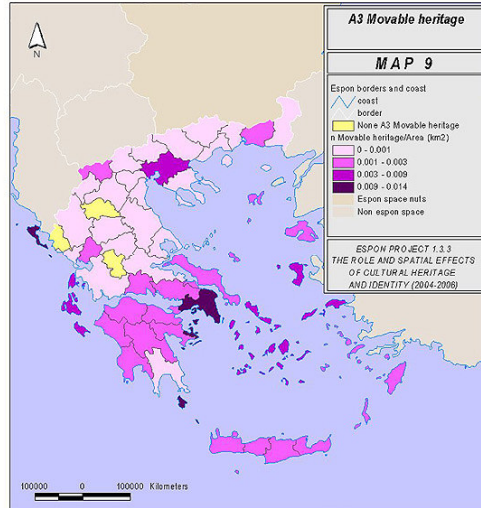 A3 Movable heritage
MAP 9
Espon borders and coast
coast
border
None A3 Movable heritage
n Movable heritage/Area (km2)
0 - 0.001
0.001 - 0.003
0.003 - 0.009
0.009 - 0.014
Espon space nuts
Non espon space
ESPON PROJECT 1.3.3
THE ROLE AND SPATIAL EFFECTS
OF CULTURAL HERITAGE
AND IDENTITY (2004-2006)
N
100000 0 100000 Kilometers